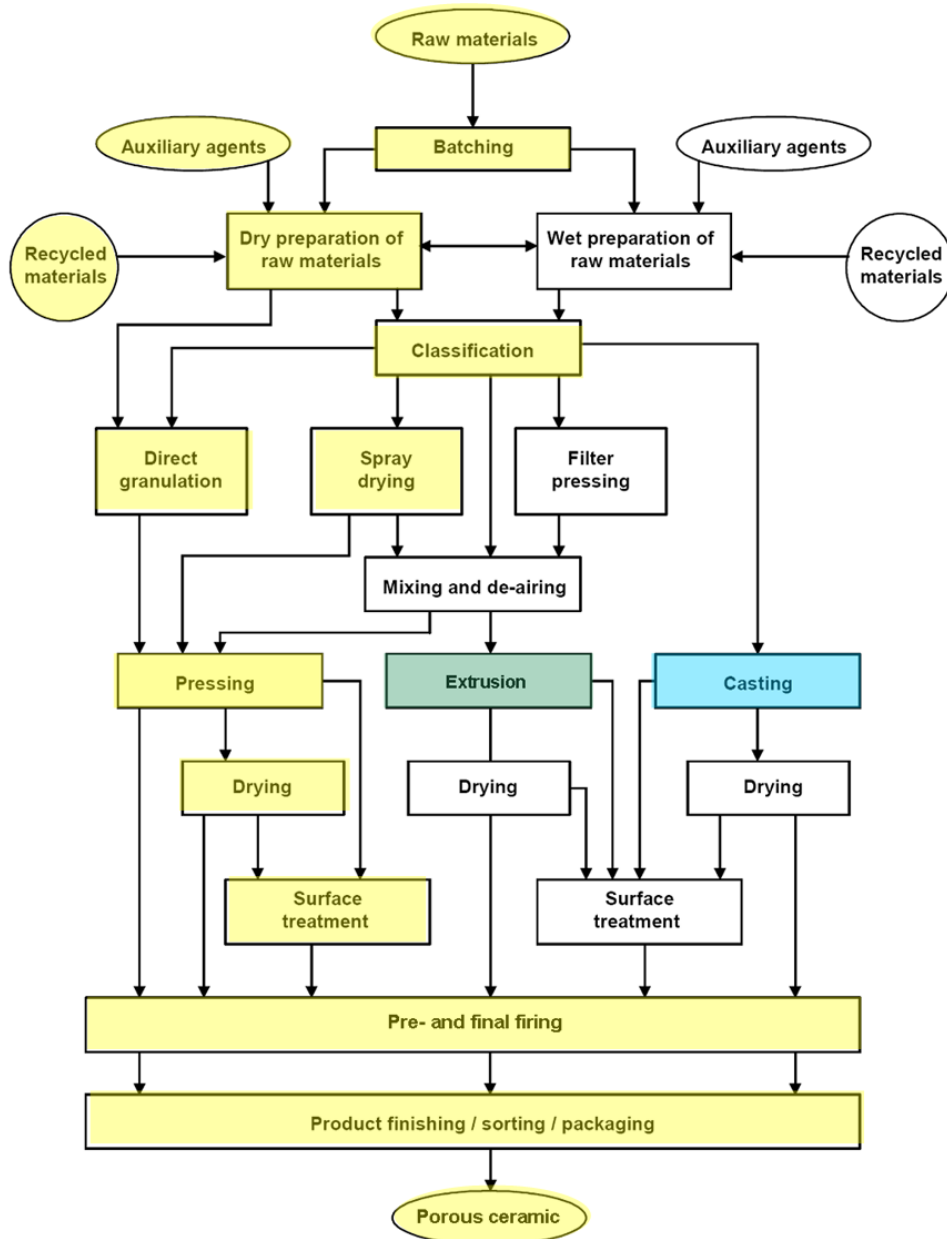 Raw materials
Auxiliary agents
Batching
Auxiliary agents
Recycled
materials
Dry preparation of
raw materials
Wet preparation of
raw materials
Recycled
materials
Classification
Direct
granulation
Spray
drying
Filter
pressing
Mixing and de-airing
Pressing
Extrusion
Casting
Drying
Drying
Drying
Surface
treatment
Surface
treatment
Pre- and final firing
Product finishing / sorting / packaging
Porous ceramic